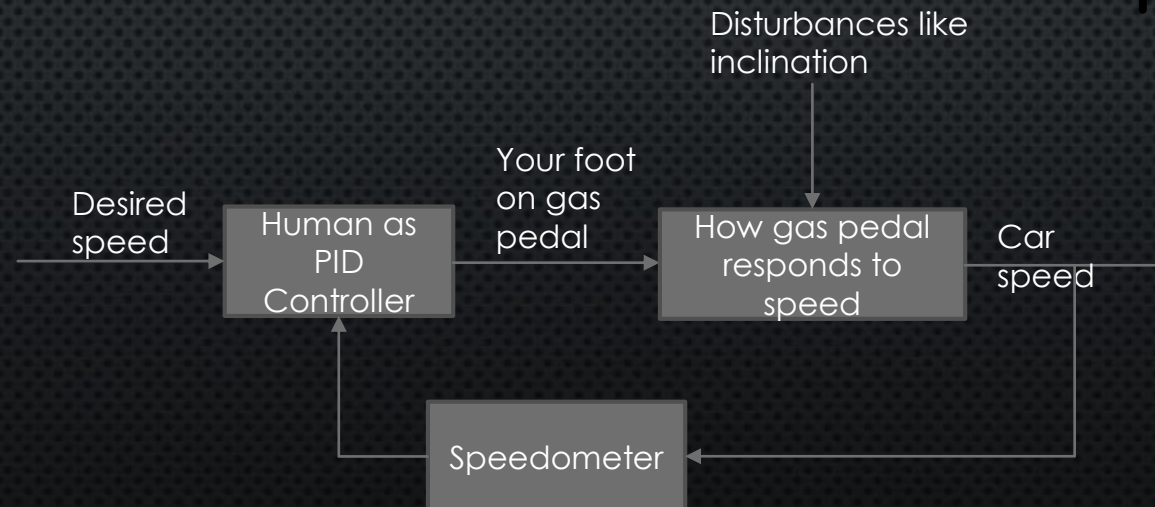 Disturbances like
inclination
Desired
speed
Human as
PID
Controller
Your foot
on gas
pedal
How gas pedal
responds to
speed
Car
speed
Speedometer